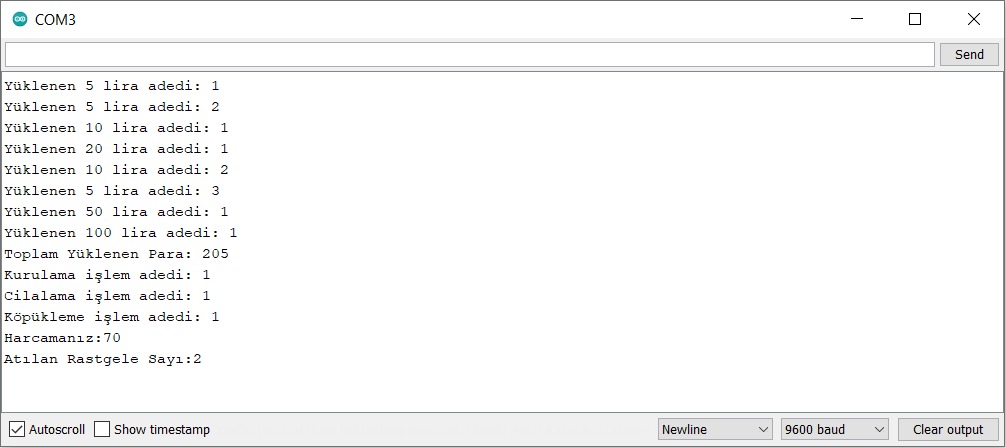 COM3
Send
Yüklenen 5 lira adedi: 1
Yüklenen 5 lira adedi: 2
Yüklenen 10 lira adedi: 1
Yüklenen 20 lira adedi: 1
Yüklenen 10 lira adedi: 2
Yüklenen 5 lira adedi: 3
Yüklenen 50 lira adedi: 1
Yüklenen 100 lira adedi: 1
Toplam Yüklenen Para: 205
Kurulama işlem adedi: 1
Cilalama işlem adedi: 1
Köpükleme işlem adedi: 1
Harcamanız:70
Atılan Rastgele Sayı:2
Autoscroll Show timestamp Newline 9600 baud Clear output